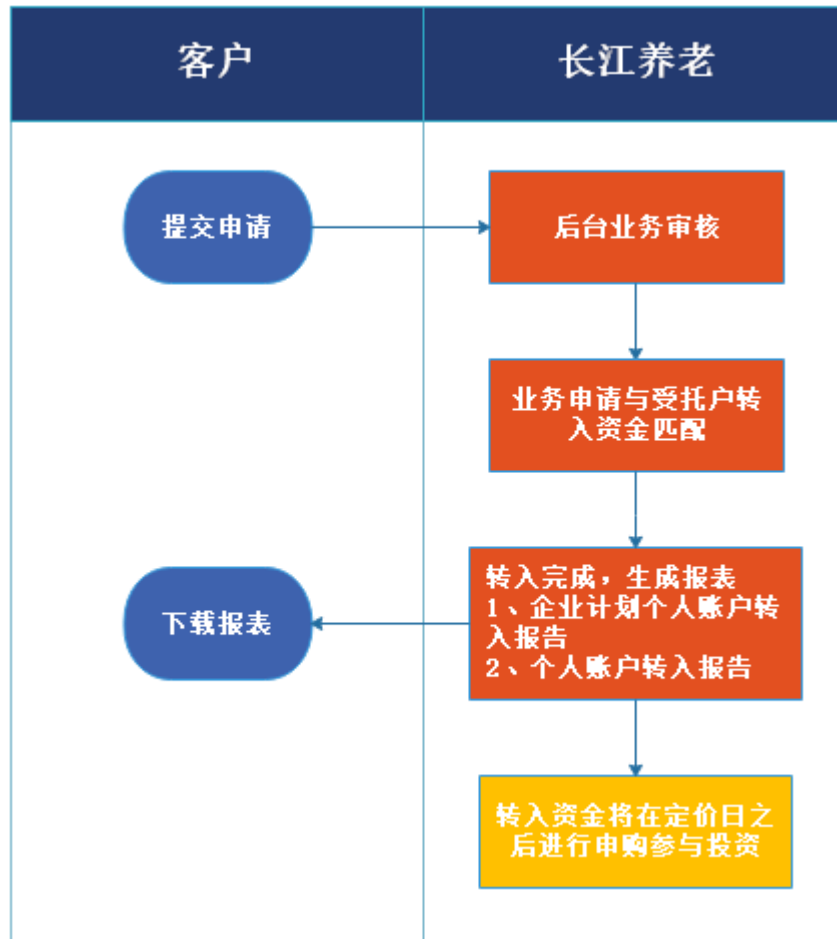 客户
长江养老
提交申请
后台业务审核
业务申请与受托户转
入资金匹配
转入完成，生成报表
1、企业计划个人账户转
入报告
2、个人账户转入报告
下载报表
转入资金将在定价日之
后进行申购参与投资